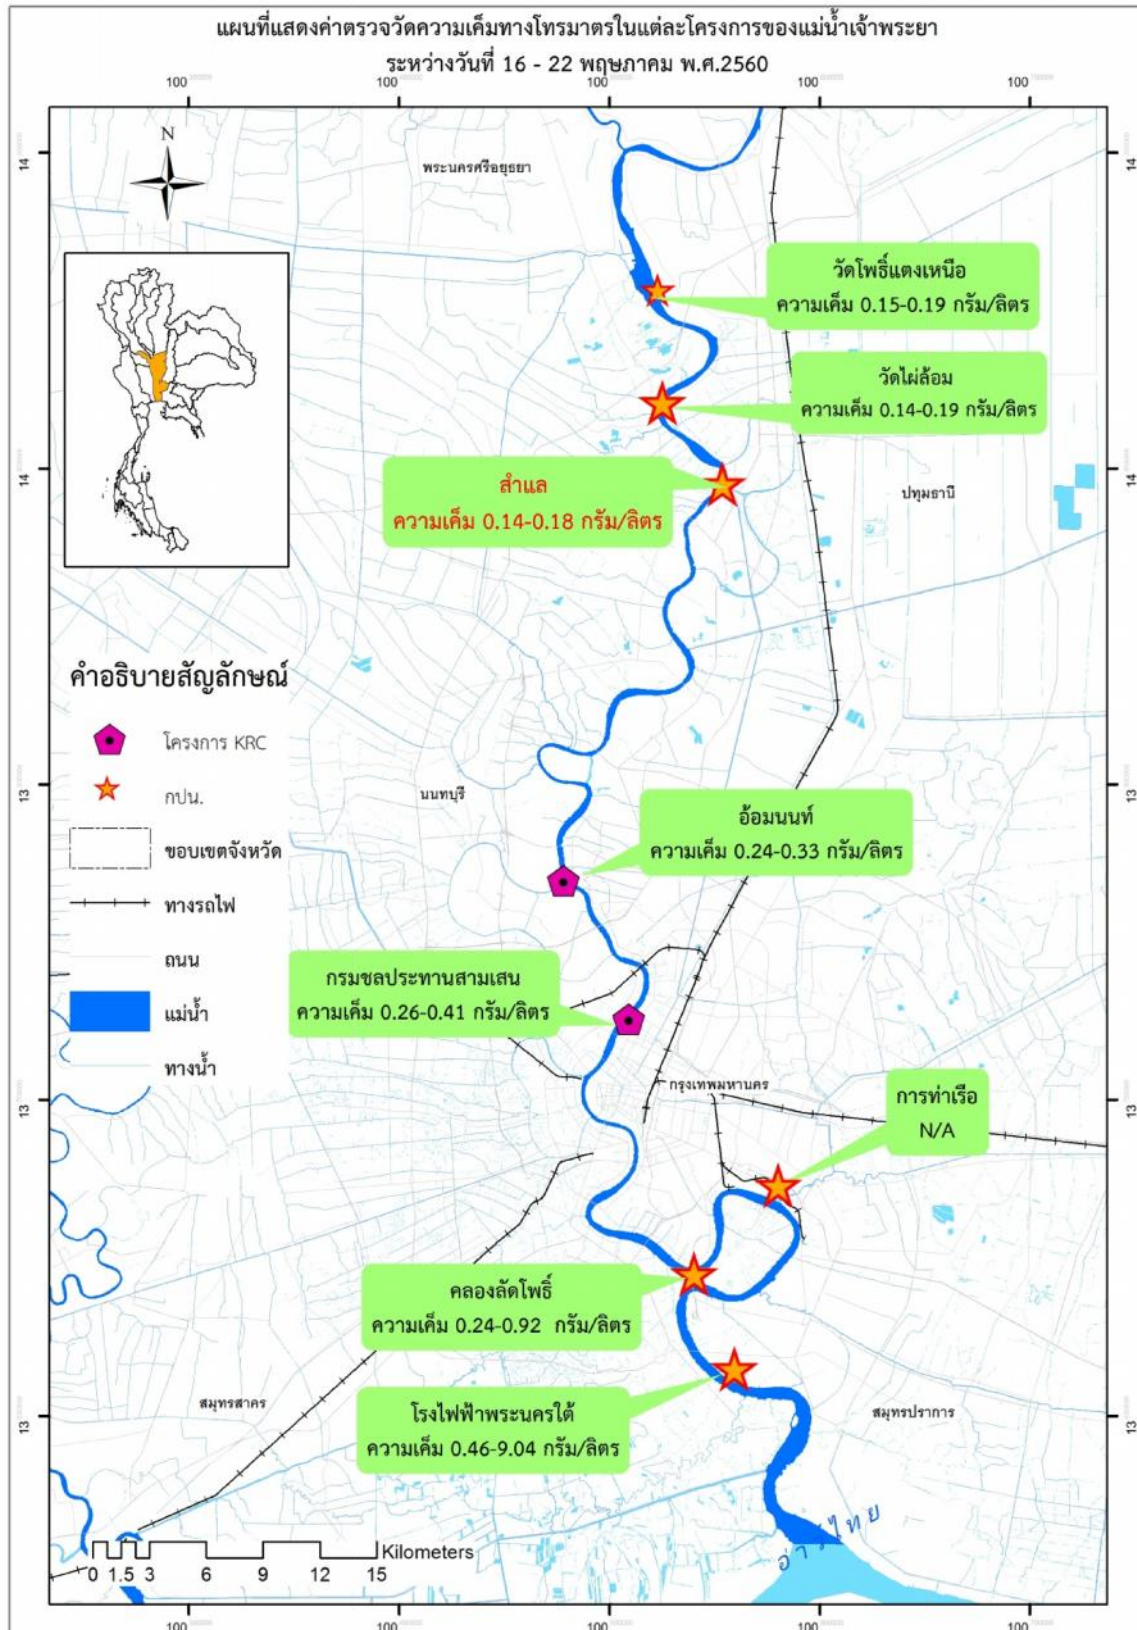 แผนที่แสดงค่าตรวจวัดความเค็มทางโทรมาตรในแต่ละโครงการของแม่น้ำเจ้าพระยา
ระหว่างวันที่ 16 - 22 พฤษภาคม พ.ศ.2560
100 100 100 100 100
N
14 14
พระนครศรีอยุธยา
วัดโพธิ์แตงเหนือ
ความเค็ม 0.15-0.19 กรัม/ลิตร
วัดไผ่ล้อม
ความเค็ม 0.14-0.19 กรัม/ลิตร
14 14
สำแล
ความเค็ม 0.14-0.18 กรัม/ลิตร
ปทุมธานี
คำอธิบายสัญลักษณ์
โครงการ KRC
กปน.
ขอบเขตจังหวัด
ทางรถไฟ
ถนน
แม่น้ำ
ทางน้ำ
13 13
นนทบุรี
อ้อมนนท์
ความเค็ม 0.24-0.33 กรัม/ลิตร
กรมชลประทานสามเสน
ความเค็ม 0.26-0.41 กรัม/ลิตร
กรุงเทพมหานคร
13 13
การท่าเรือ
N/A
คลองลัดโพธิ์
ความเค็ม 0.24-0.92 กรัม/ลิตร
สมุทรสาคร
โรงไฟฟ้าพระนครใต้
ความเค็ม 0.46-9.04 กรัม/ลิตร
สมุทรปราการ
13 13
อ่าวไทย
Kilometers
0 1.5 3 6 9 12 15
100 100 100 100 100